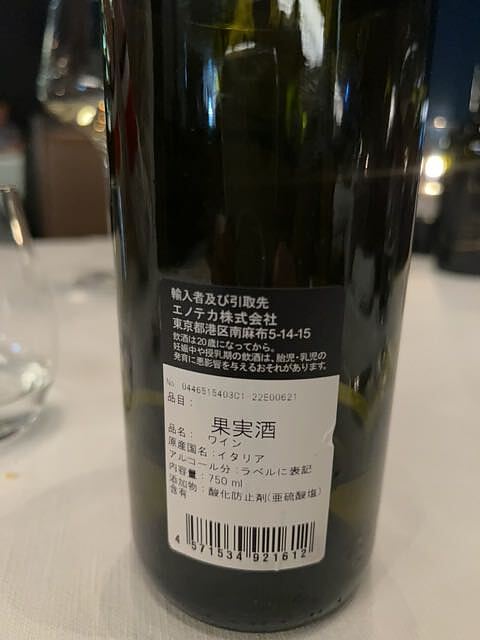 輸入者及び引取先
エノテカ株式会社
東京都港区南麻布5-14-15
飲酒は20歳になってから。
妊娠中や授乳期の飲酒は、胎児・乳児の
発育に悪影響を与えるおそれがあります。
No. 0446515403C1 22E00621
品目:
果実酒
品名: ワイン
原産国名:イタリア
アルコール分:ラベルに表記
内容量:750 ml
添加物:酸化防止剤(亜硫酸塩)
含有
4 571534 921612